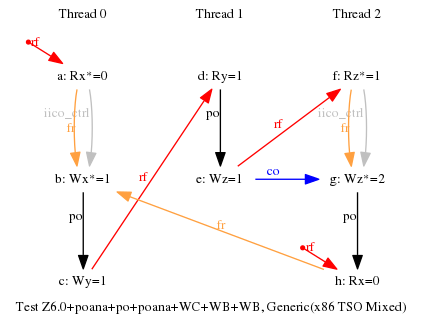 Thread 0 Thread 1 Thread 2
rf
a: Rx*=0 d: Ry=1 f: Rz*=1
iico_ctrl po rf iico_ctrl
fr fr
rf co
b: Wx*=1 e: Wz=1 g: Wz*=2
po fr po
rf
c: Wy=1 h: Rx=0
Test Z6.0+poana+po+poana+WC+WB+WB, Generic(x86 TSO Mixed)